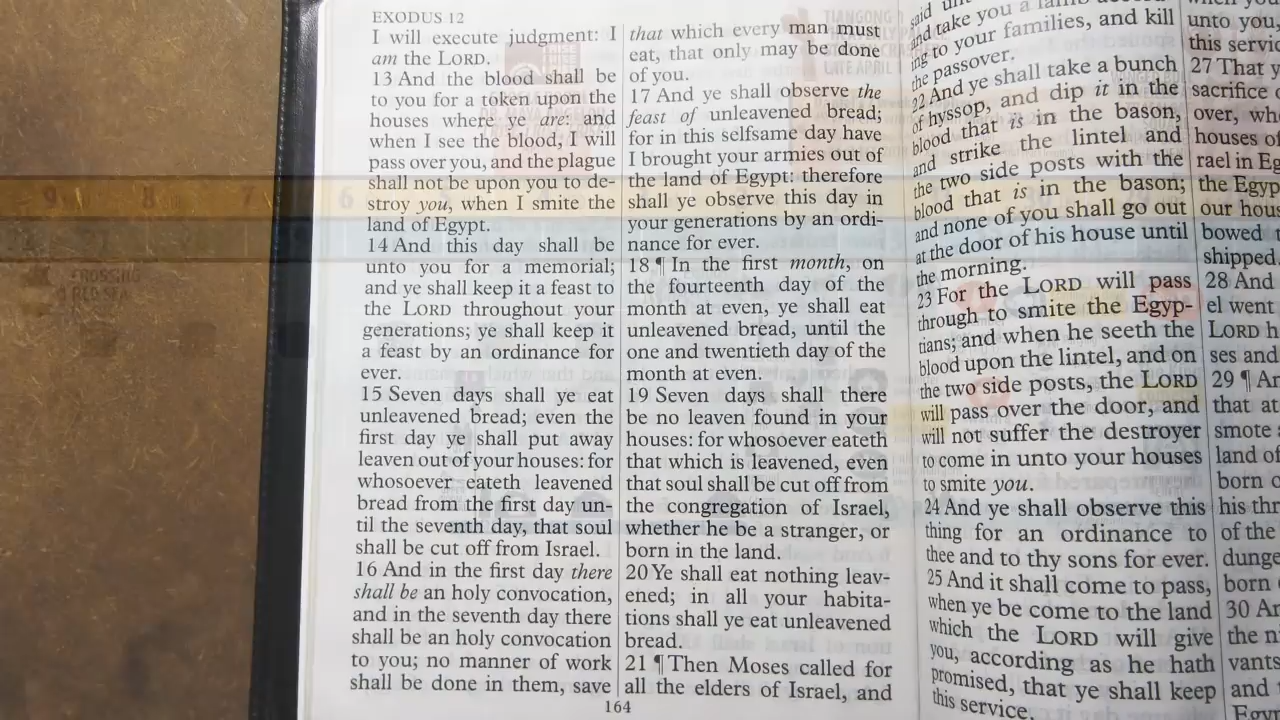 EXODUS 12
I will execute judgment: I
am the LORD.
13 And the blood shall be
to you for a token upon the
houses where ye are: and
when I see the blood, I will
pass over you, and the plague
shall not be upon you to de-
stroy you, when I smite the
land of Egypt.
14 And this day shall be
unto you for a memorial;
and ye shall keep it a feast to
the LORD throughout your
generations; ye shall keep it
a feast by an ordinance for
ever.
15 Seven days shall ye eat
unleavened bread; even the
first day ye shall put away
leaven out of your houses: for
whosoever eateth leavened
bread from the first day un-
til the seventh day, that soul
shall be cut off from Israel.
16 And in the first day there
shall be an holy convocation,
and in the seventh day there
shall be an holy convocation
to you; no manner of work
shall be done in them, save
that which every man must
eat, that only may be done
of you.
17 And ye shall observe the
feast of unleavened bread;
for in this selfsame day have
I brought your armies out of
the land of Egypt: therefore
shall ye observe this day in
your generations by an ordi-
nance for ever.
18 ¶ In the first month, on
the fourteenth day of the
month at even, ye shall eat
unleavened bread, until the
one and twentieth day of the
month at even.
19 Seven days shall there
be no leaven found in your
houses: for whosoever eateth
that which is leavened, even
that soul shall be cut off from
the congregation of Israel,
whether he be a stranger, or
born in the land.
20 Ye shall eat nothing leav-
ened; in all your habita-
tions shall ye eat unleavened
bread.
21 ¶ Then Moses called for
all the elders of Israel, and
164
said
and take you a lamb
ing to your families, and kill
the passover.
22 And ye shall take a bunch
of hyssop, and dip it in the
blood that is in the bason,
and strike the lintel and
the two side posts with the
blood that is in the bason;
and none of you shall go out
at the door of his house until
the morning.
23 For the LORD will pass
through to smite the Egyp-
tians; and when he seeth the
blood upon the lintel, and on
the two side posts, the LORD
will pass over the door, and
will not suffer the destroyer
to come in unto your houses
to smite you.
24 And ye shall observe this
thing for an ordinance to
thee and to thy sons for ever.
25 And it shall come to pass,
when ye be come to the land
which the LORD will give
you, according as he hath
promised, that ye shall keep
this service.
unto you
this servic
27 That y
sacrifice
over, wh
houses of
rael in Eg
the Egyp
our hous
bowed
shipped.
28 And
el went
LORD h
ses and
29 ¶ An
that at
smote
land of
born
his thr
of the
dunge
born
30 An
the n
vants
and
Egyp
9
8
7
6
CROSSING
RED SEA